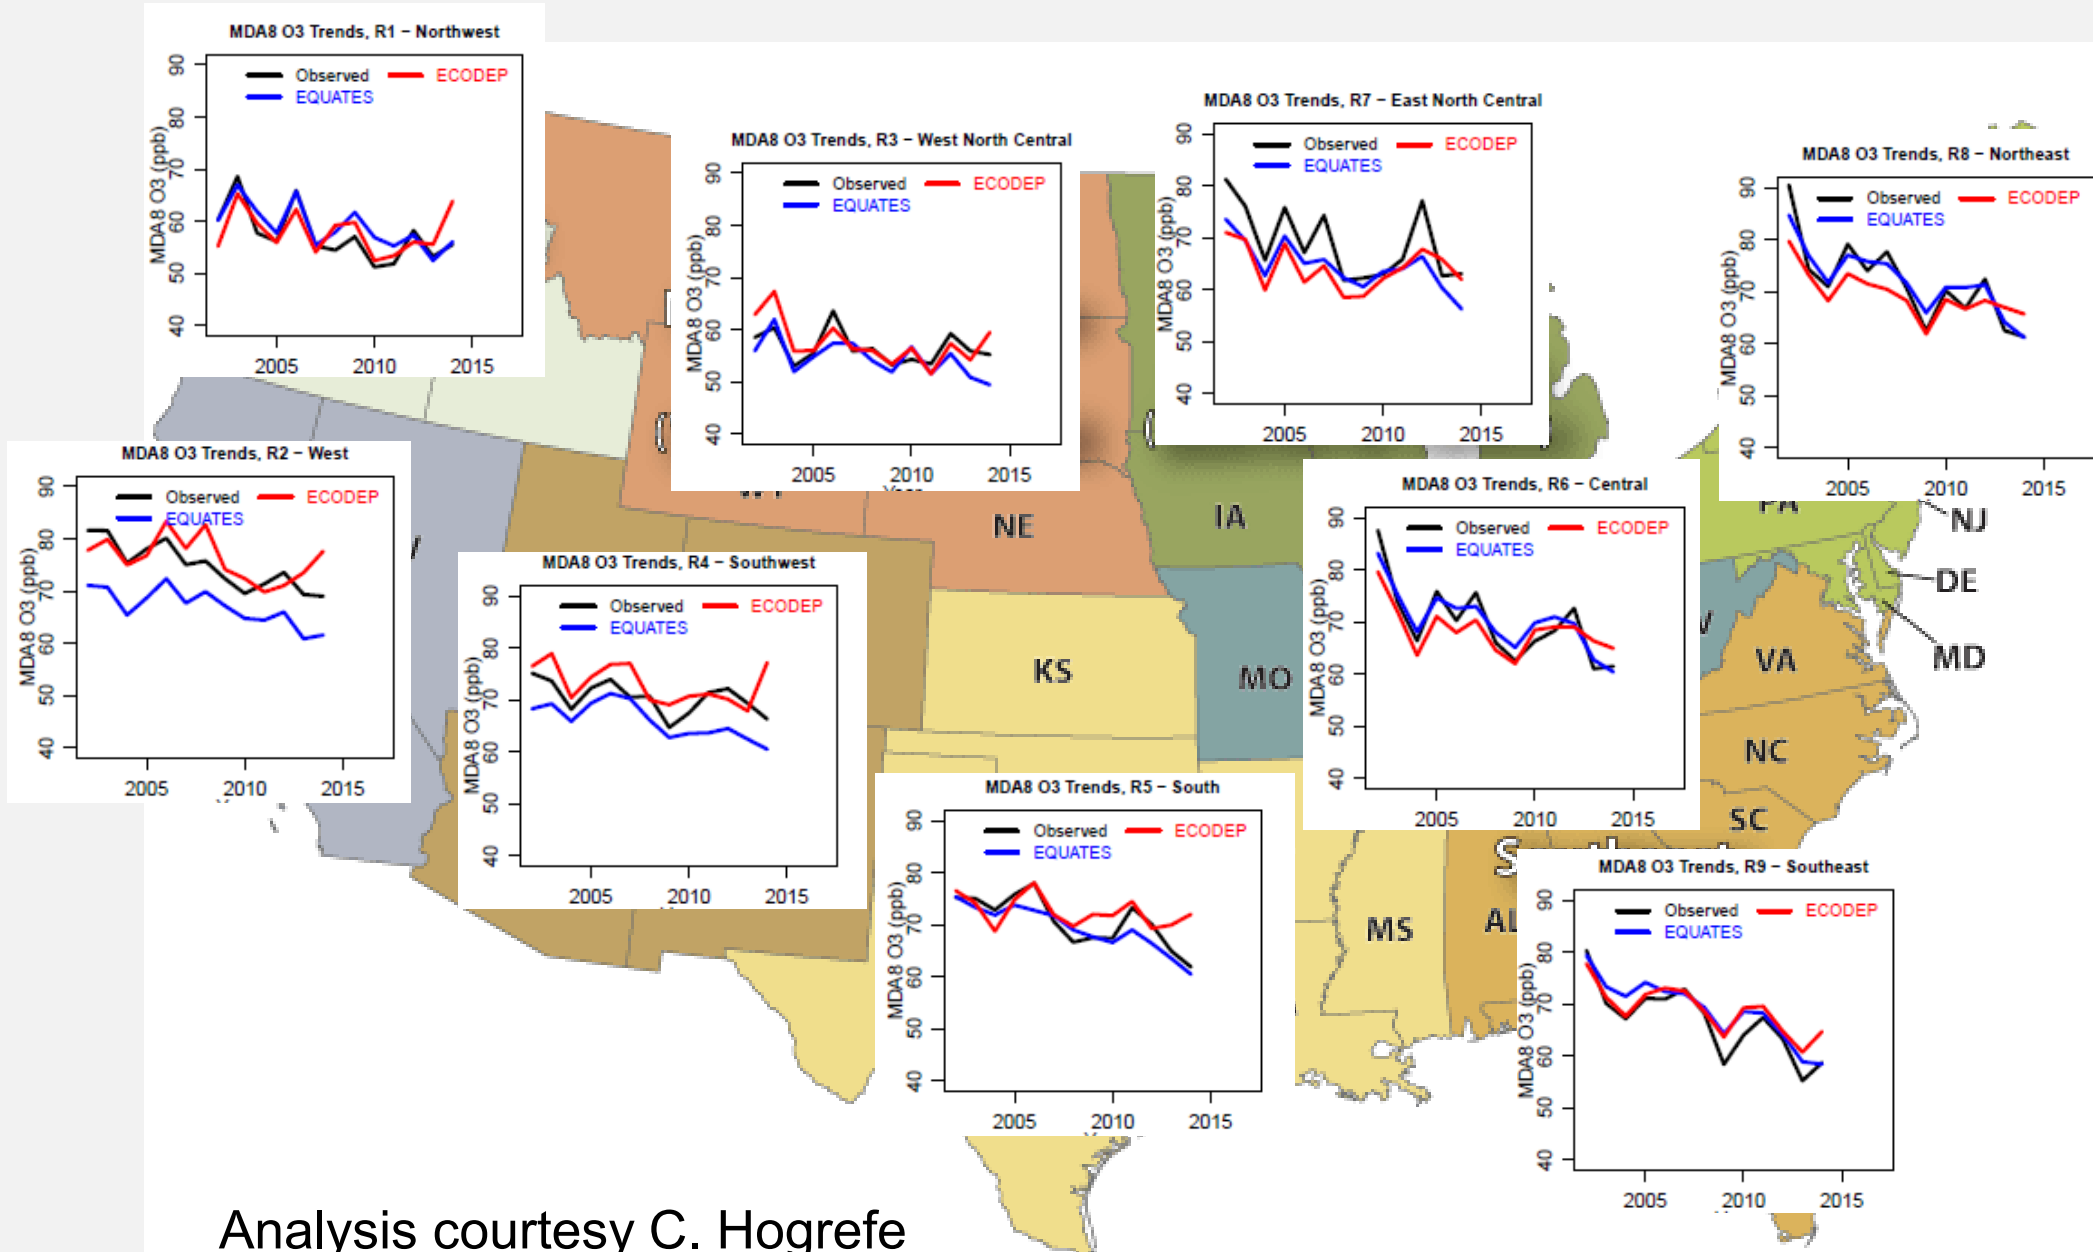 MDA8 O3 Trends, R1 − Northwest
Observed ECODEP
EQUATES
MDA8 O3 (ppb)
40 50 60 70 80 90
2005 2010 2015
MDA8 O3 Trends, R3 − West North Central
Observed ECODEP
EQUATES
MDA8 O3 (ppb)
40 50 60 70 80 90
2005 2010 2015
MDA8 O3 Trends, R7 − East North Central
Observed ECODEP
EQUATES
MDA8 O3 (ppb)
40 50 60 70 80 90
2005 2010 2015
MDA8 O3 Trends, R8 − Northeast
Observed ECODEP
EQUATES
MDA8 O3 (ppb)
40 50 60 70 80 90
2005 2010 2015
MDA8 O3 Trends, R2 − West
Observed ECODEP
EQUATES
MDA8 O3 (ppb)
40 50 60 70 80 90
2005 2010 2015
MDA8 O3 Trends, R4 − Southwest
Observed ECODEP
EQUATES
MDA8 O3 (ppb)
40 50 60 70 80 90
2005 2010 2015
MDA8 O3 Trends, R6 − Central
Observed ECODEP
EQUATES
MDA8 O3 (ppb)
40 50 60 70 80 90
2005 2010 2015
MDA8 O3 Trends, R5 − South
Observed ECODEP
EQUATES
MDA8 O3 (ppb)
40 50 60 70 80 90
2005 2010 2015
MDA8 O3 Trends, R9 − Southeast
Observed ECODEP
EQUATES
MDA8 O3 (ppb)
40 50 60 70 80 90
2005 2010 2015
NE
IA
PA
NJ
DE
MD
KS
MO
VA
NC
SC
MS
AL
Analysis courtesy C. Hogrefe